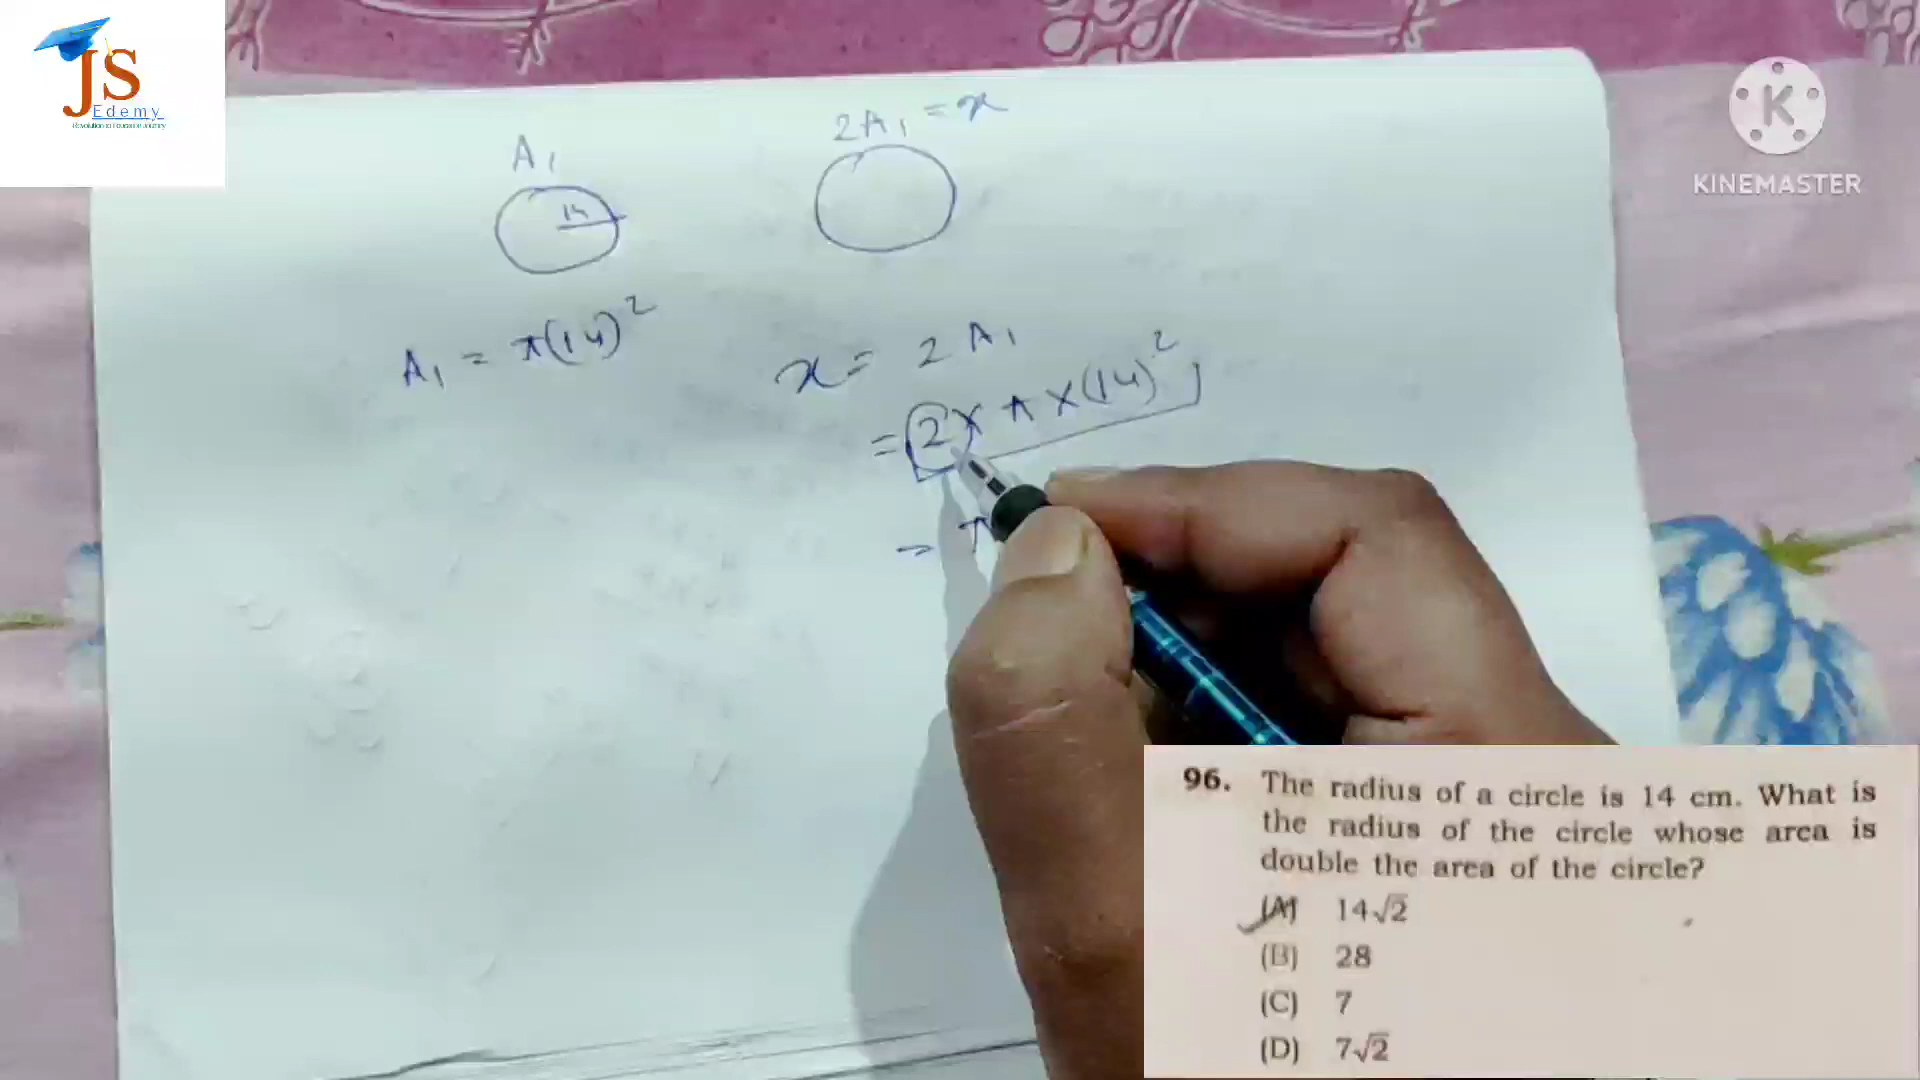 JS
Edemy
KINEMASTER
A₁
14
2A₁ = x
A₁ = π(14)²
x = 2A₁
= 2 × π × (14)²
= π
96. The radius of a circle is 14 cm. What is
the radius of the circle whose area is
double the area of the circle?
(A) 14√2
(B) 28
(C) 7
(D) 7√2